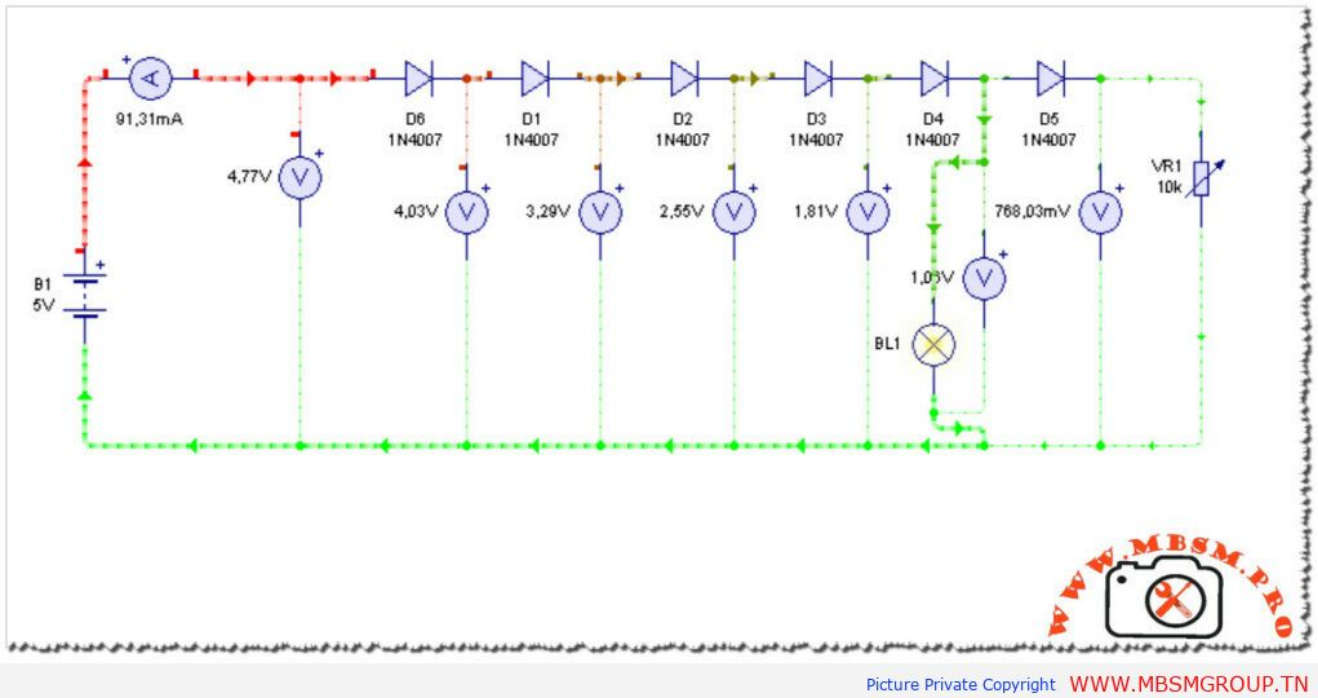 A
91,31mA
D6
1N4007
D1
1N4007
D2
1N4007
D3
1N4007
D4
1N4007
D5
1N4007
VR1
10k
V
4,77V
V
4,03V
V
3,29V
V
2,55V
V
1,81V
V
768,03mV
V
B1
5V
BL1
WWW.MBSM.PRO
Picture Private Copyright WWW.MBSMGROUP.TN